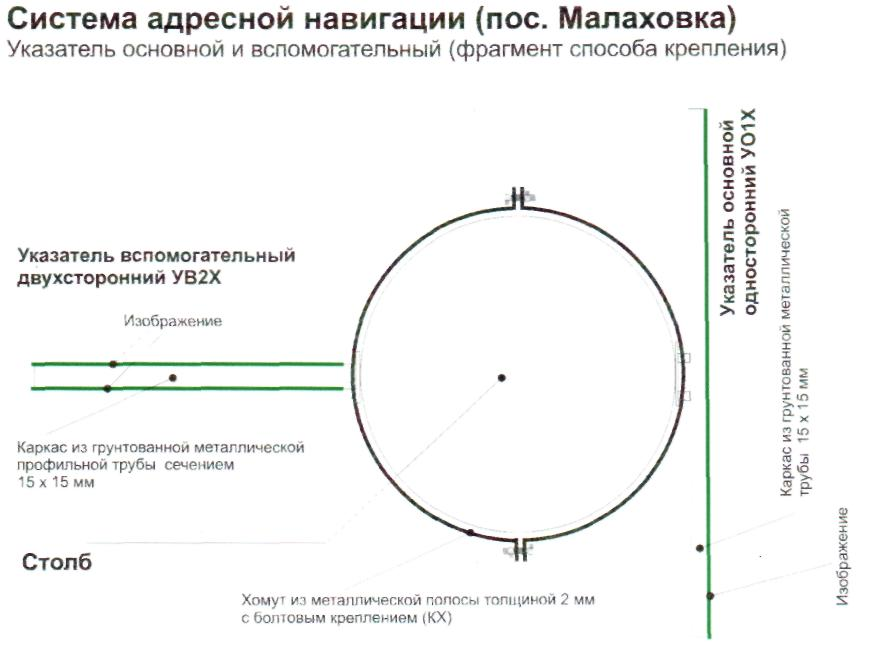 Система адресной навигации (пос. Малаховка)
Указатель основной и вспомогательный (фрагмент способа крепления)
Указатель основной
односторонний УО1Х
Указатель вспомогательный
двухсторонний УВ2Х
Изображение
Каркас из грунтованной металлической
трубы 15 х 15 мм
Каркас из грунтованной металлической
профильной трубы сечением
15 х 15 мм
Изображение
Столб
Хомут из металлической полосы толщиной 2 мм
с болтовым креплением (КХ)